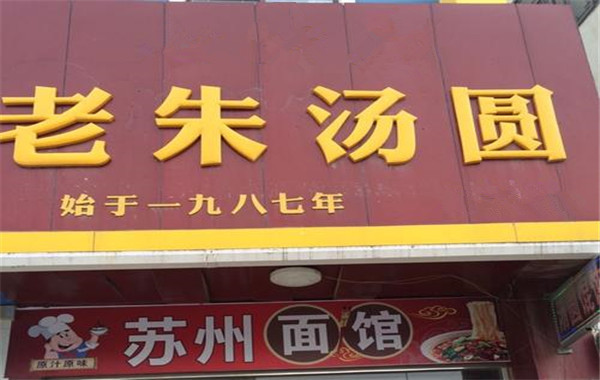 老朱汤圆
始于一九八七年
原汁原味
苏州面馆